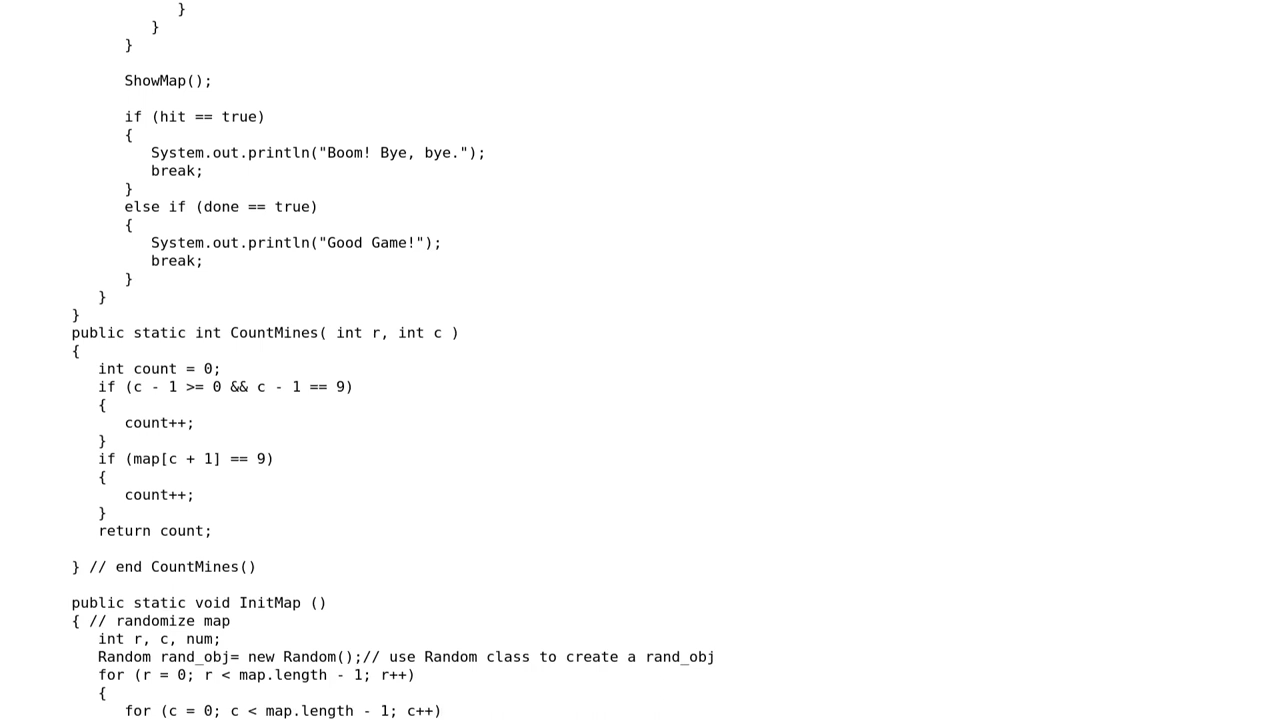 }
}
}
ShowMap();
if (hit == true)
{
System.out.println("Boom! Bye, bye.");
break;
}
else if (done == true)
{
System.out.println("Good Game!");
break;
}
}
}
public static int CountMines( int r, int c )
{
int count = 0;
if (c - 1 >= 0 && c - 1 == 9)
{
count++;
}
if (map[c + 1] == 9)
{
count++;
}
return count;
} // end CountMines()
public static void InitMap ()
{ // randomize map
int r, c, num;
Random rand_obj= new Random();// use Random class to create a rand_obj
for (r = 0; r < map.length - 1; r++)
{
for (c = 0; c < map.length - 1; c++)